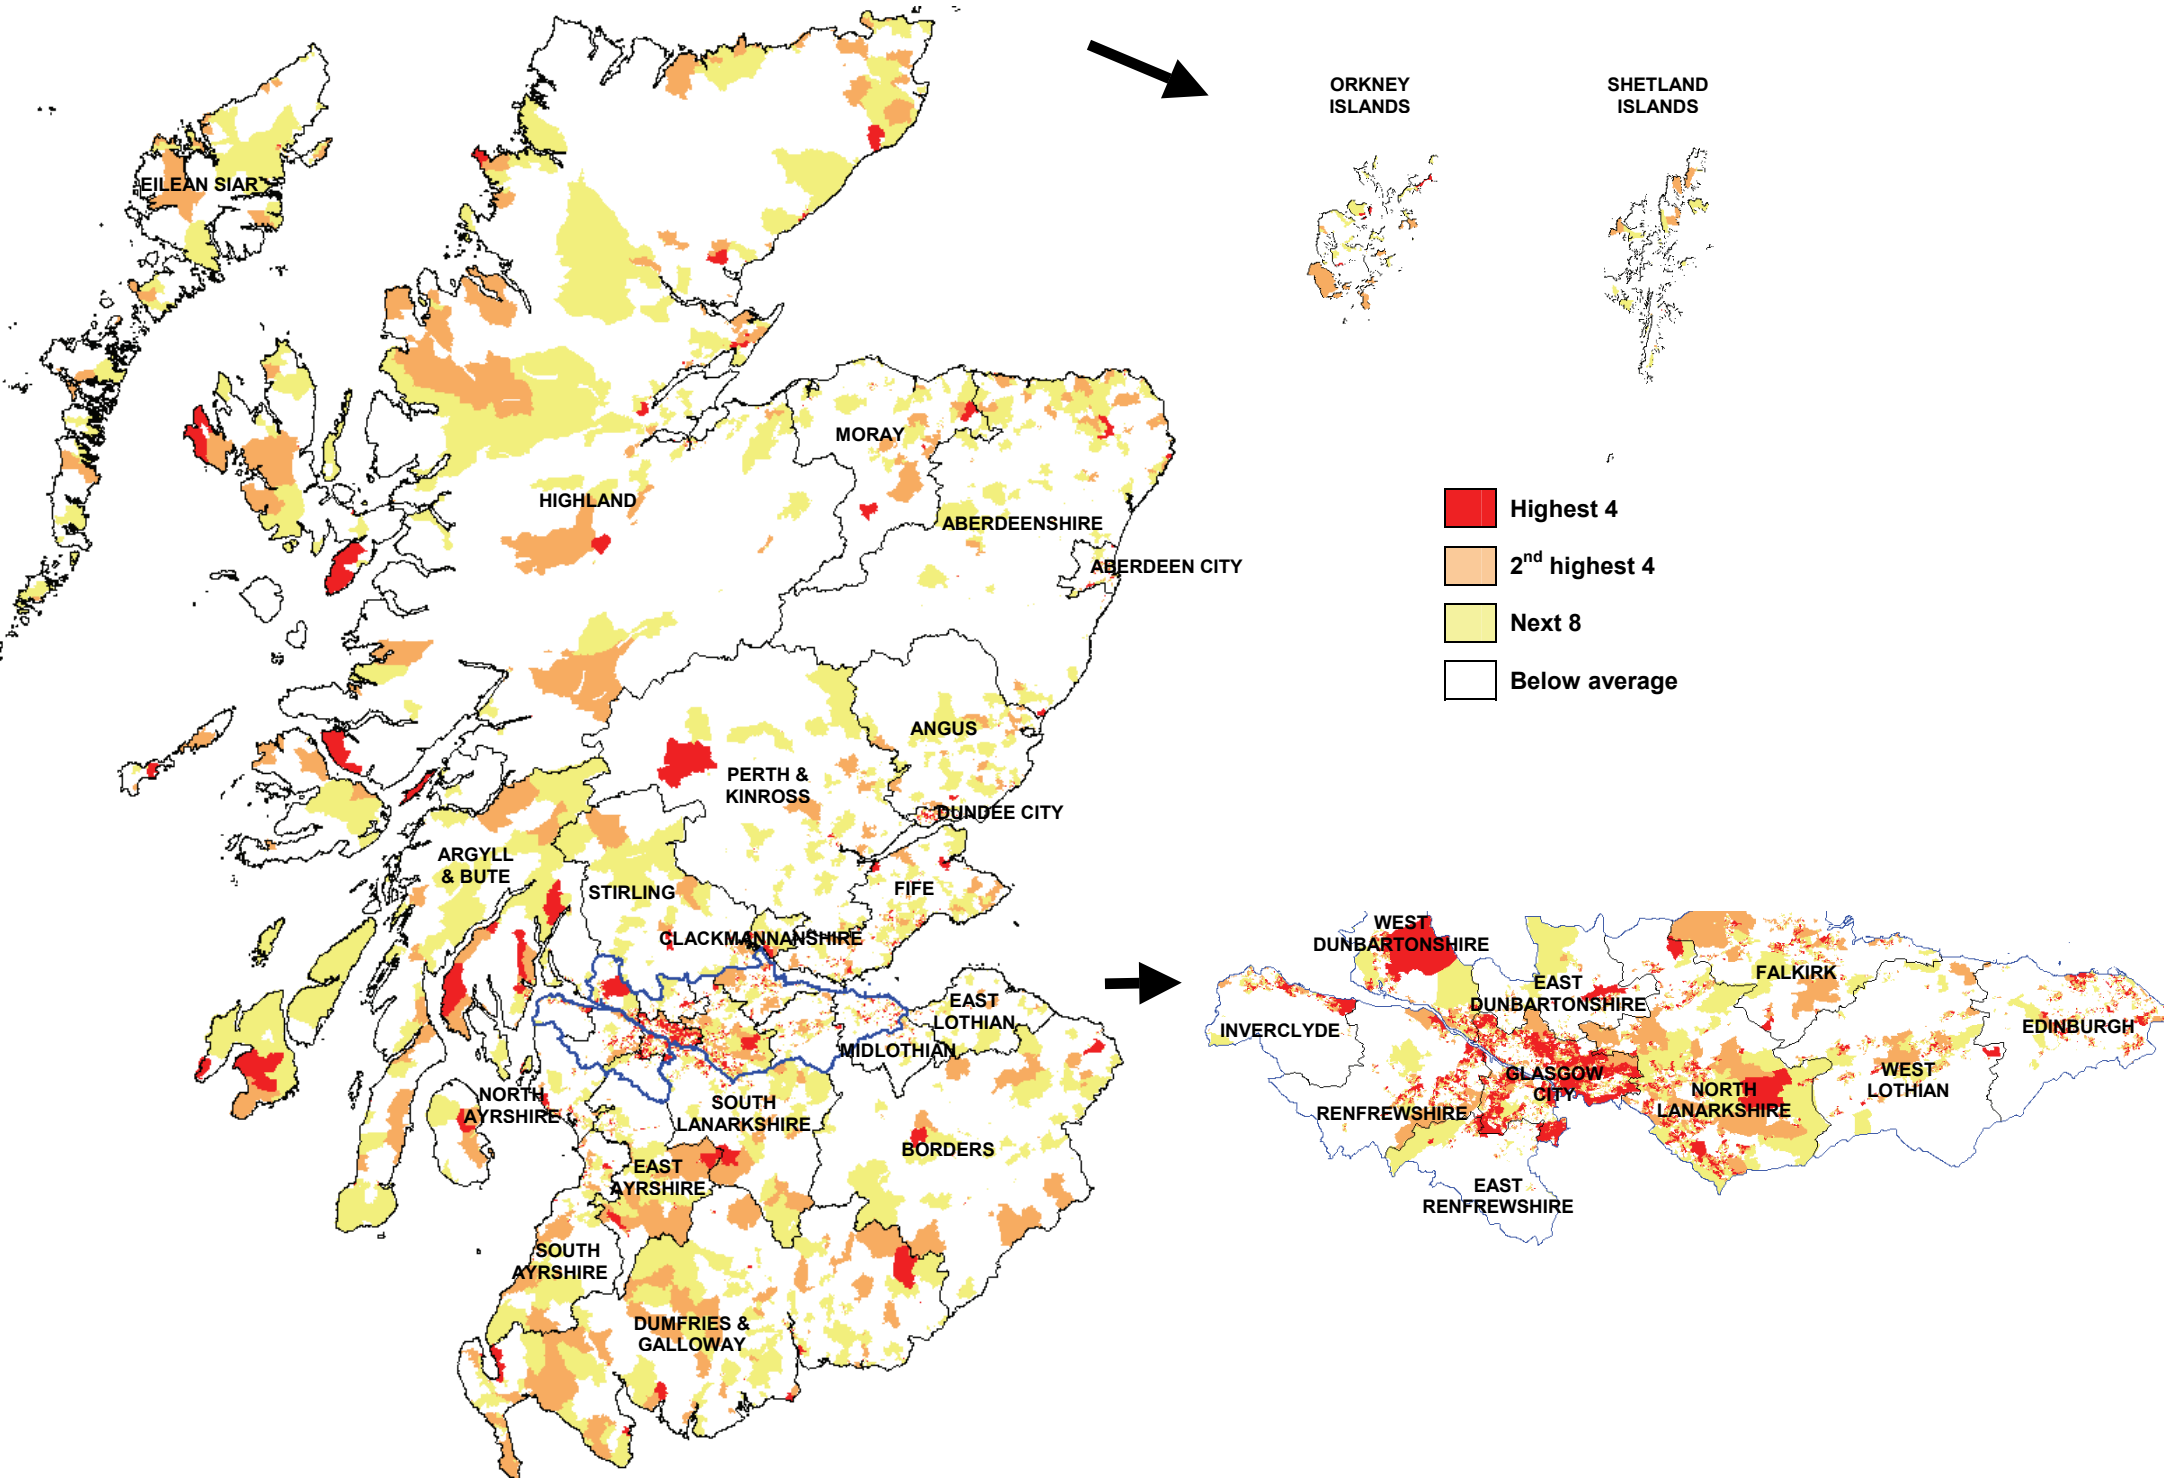 ORKNEY
ISLANDS
SHETLAND
ISLANDS
EILEAN SIAR
MORAY
HIGHLAND
ABERDEENSHIRE
ABERDEEN CITY
Highest 4
2nd highest 4
Next 8
Below average
ANGUS
PERTH &
KINROSS
DUNDEE CITY
ARGYLL
& BUTE
STIRLING
FIFE
CLACKMANNANSHIRE
EAST
LOTHIAN
MIDLOTHIAN
NORTH
AYRSHIRE
SOUTH
LANARKSHIRE
BORDERS
EAST
AYRSHIRE
SOUTH
AYRSHIRE
DUMFRIES &
GALLOWAY
WEST
DUNBARTONSHIRE
EAST
DUNBARTONSHIRE
FALKIRK
INVERCLYDE
EDINBURGH
GLASGOW
CITY
WEST
LOTHIAN
NORTH
LANARKSHIRE
RENFREWSHIRE
EAST
RENFREWSHIRE